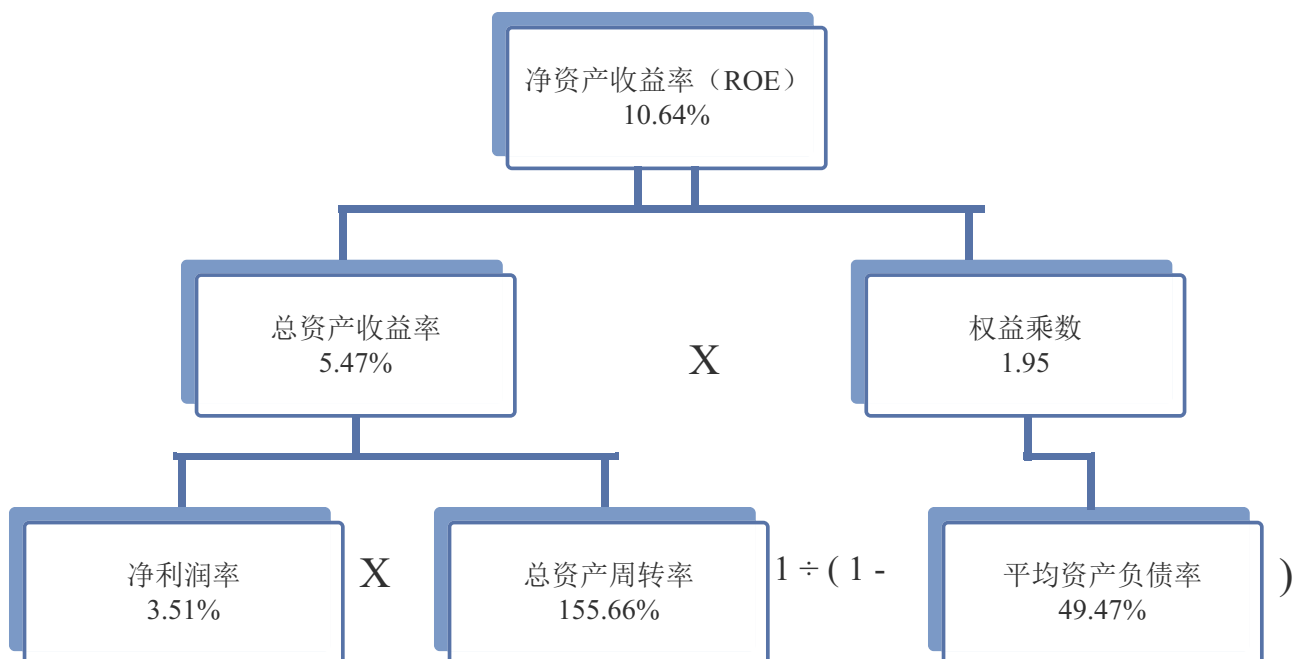 净资产收益率（ROE）
10.64%
总资产收益率
5.47%
X
权益乘数
1.95
净利润率
3.51%
X
总资产周转率
155.66%
1 ÷ ( 1 -
平均资产负债率
49.47%
)